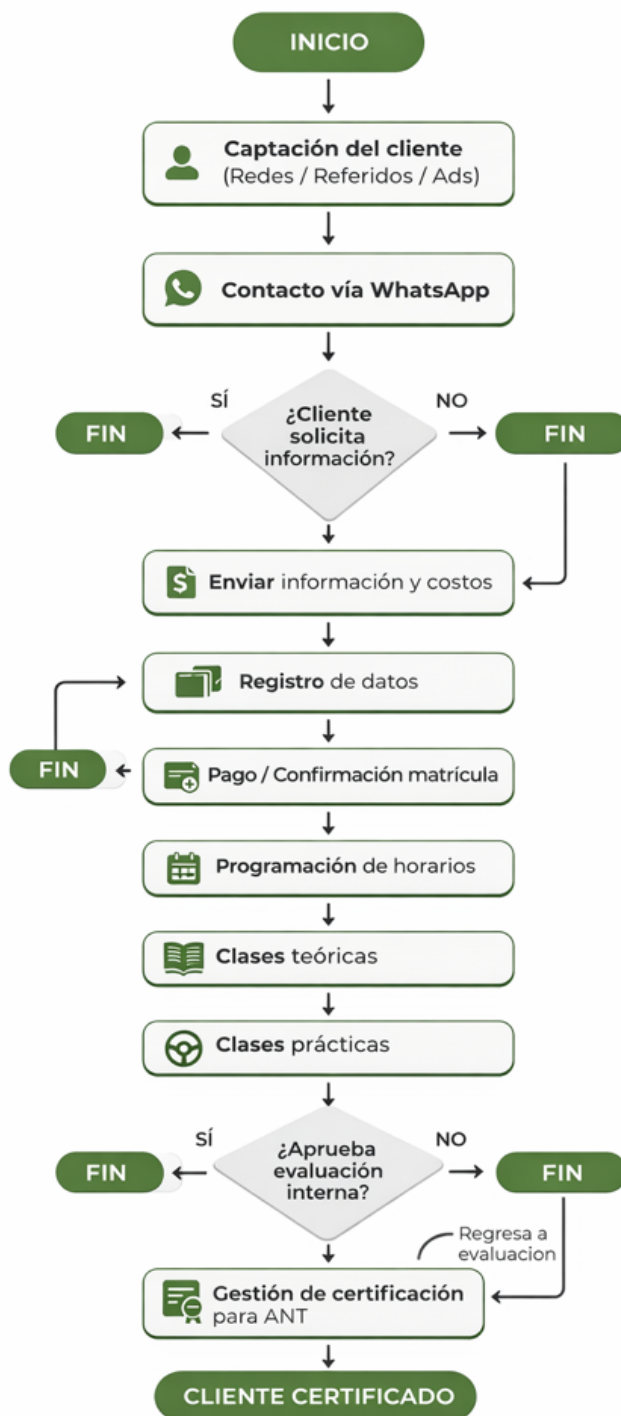 INICIO
Captación del cliente
(Redes / Referidos / Ads)
Contacto vía WhatsApp
SÍ
NO
FIN
¿Cliente
solicita
información?
FIN
$
Enviar información y costos
Registro de datos
FIN
Pago / Confirmación matrícula
Programación de horarios
Clases teóricas
Clases prácticas
SÍ
NO
FIN
¿Aprueba
evaluación
interna?
FIN
Regresa a
evaluacion
Gestión de certificación
para ANT
CLIENTE CERTIFICADO